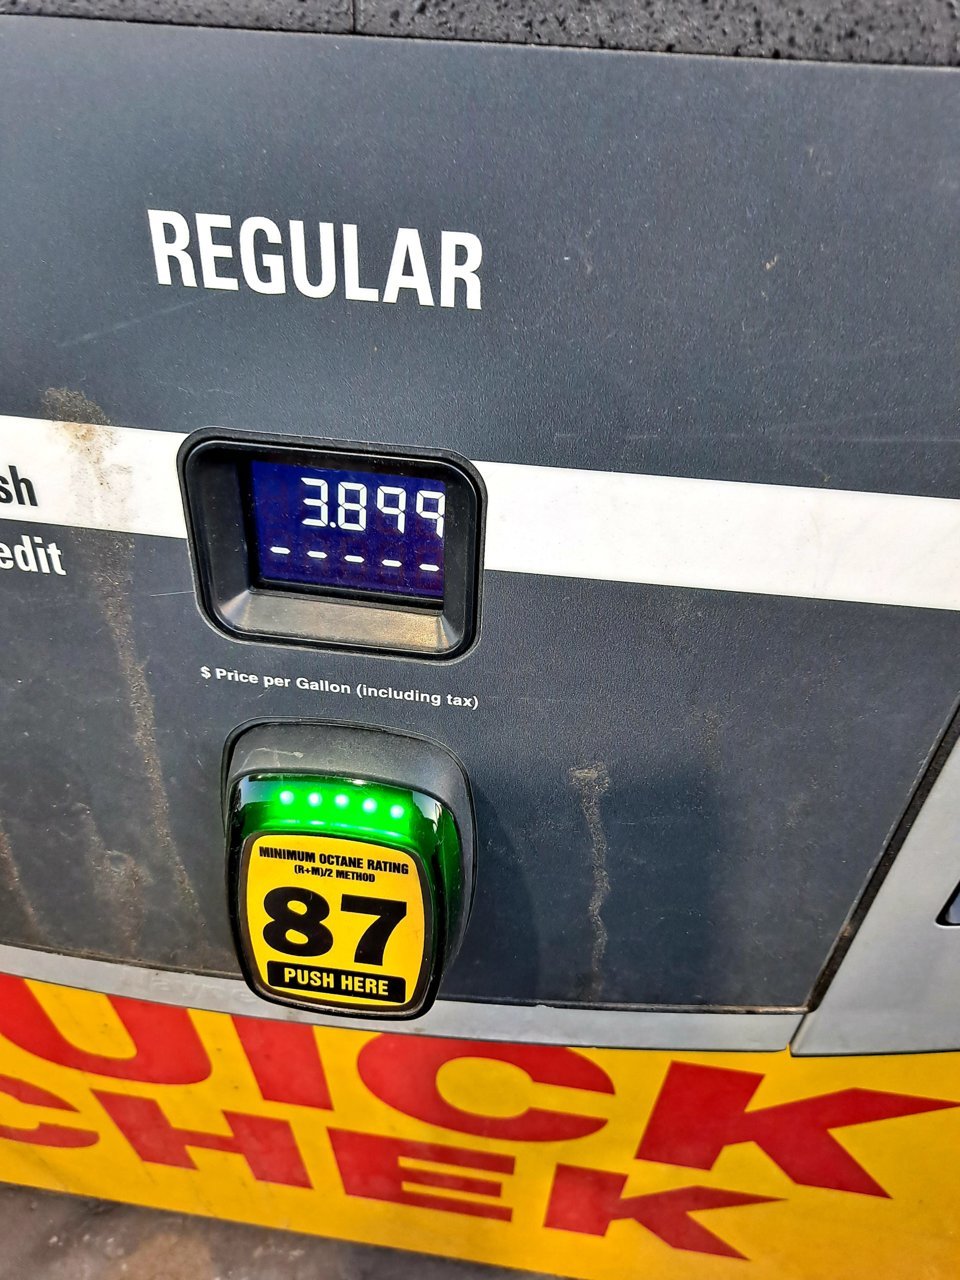 REGULAR
sh
3.899
edit
-----
$ Price per Gallon (including tax)
MINIMUM OCTANE RATING
(R+M)/2 METHOD
87
PUSH HERE
UICK
CHEK